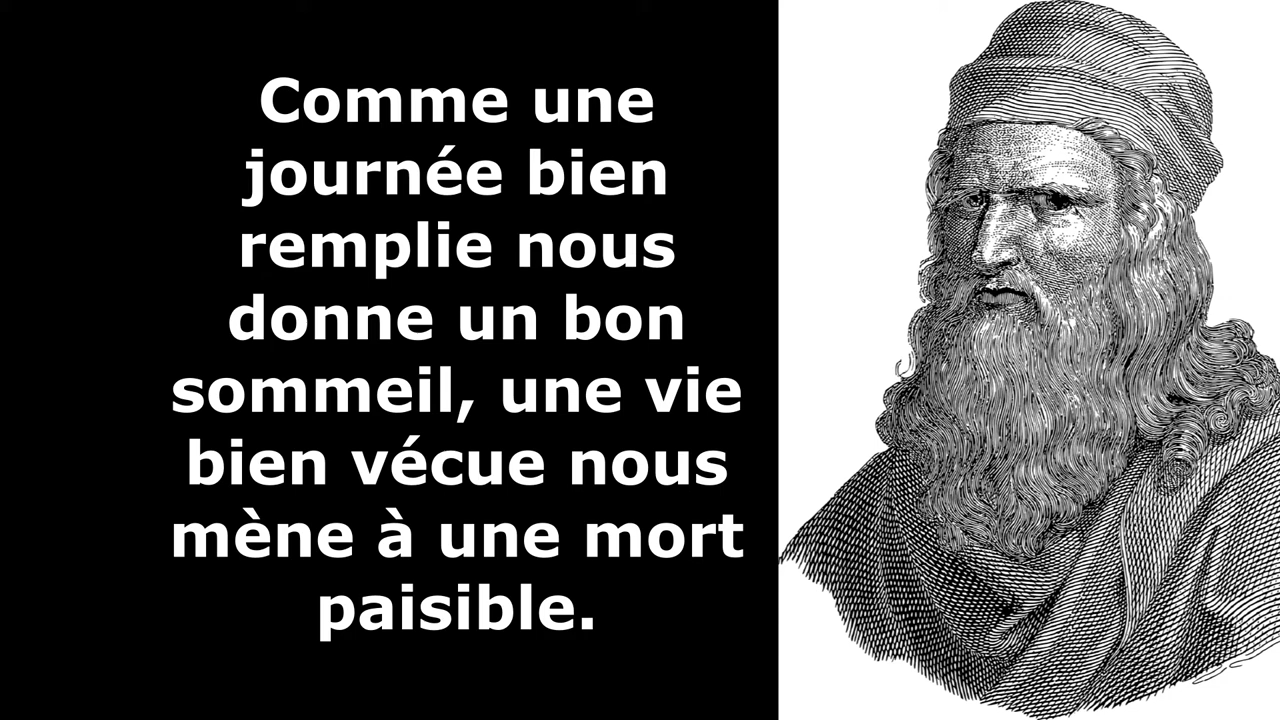 Comme une
journée bien
remplie nous
donne un bon
sommeil, une vie
bien vécue nous
mène à une mort
paisible.